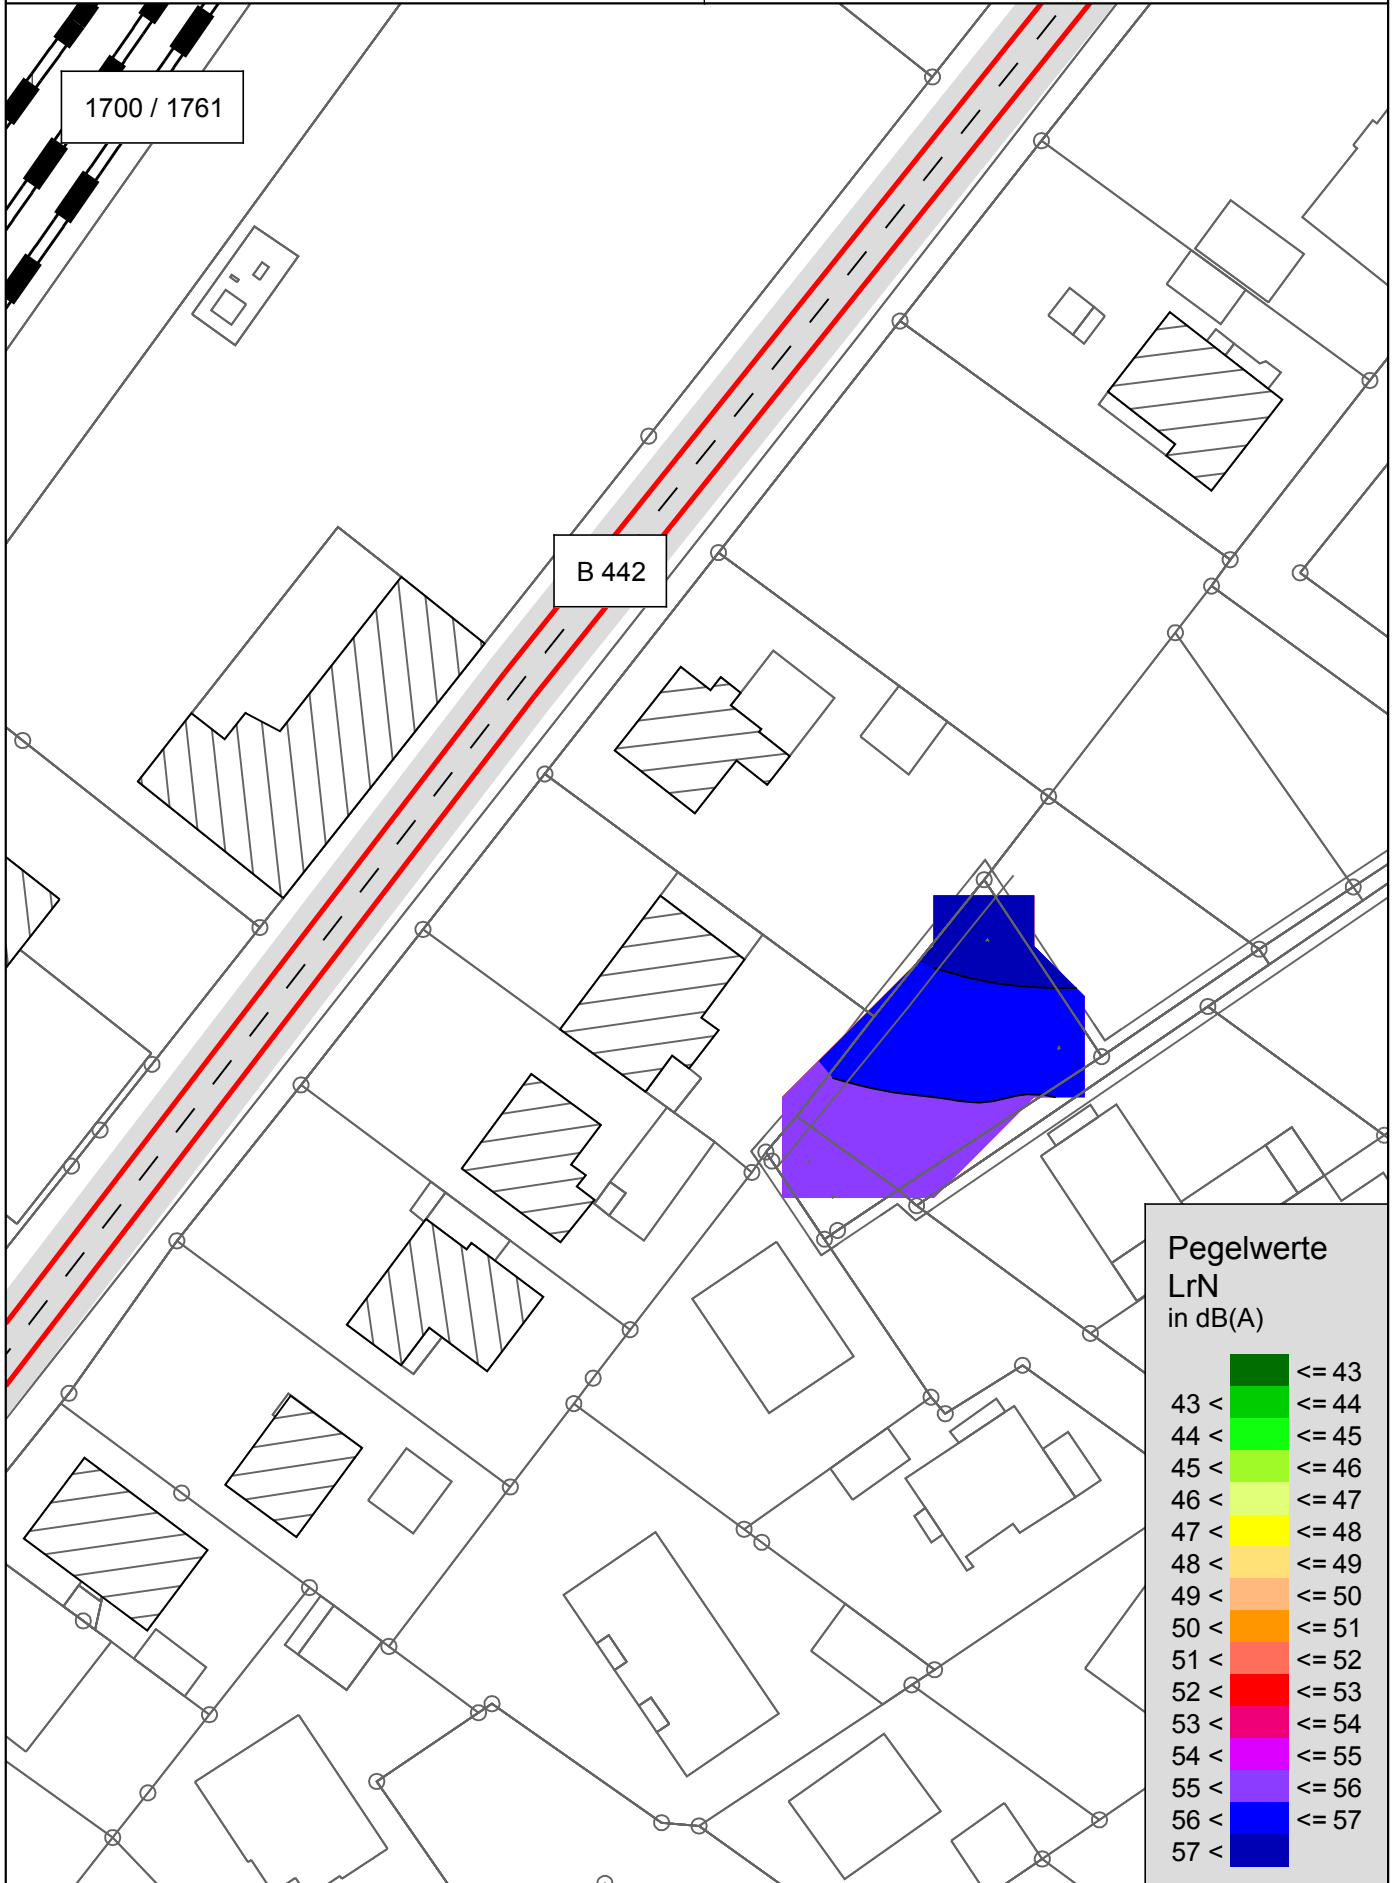 1700 / 1761
B 442
Pegelwerte
LrN
in dB(A)
<= 43
43 < <= 44
44 < <= 45
45 < <= 46
46 < <= 47
47 < <= 48
48 < <= 49
49 < <= 50
50 < <= 51
51 < <= 52
52 < <= 53
53 < <= 54
54 < <= 55
55 < <= 56
56 < <= 57
57 <